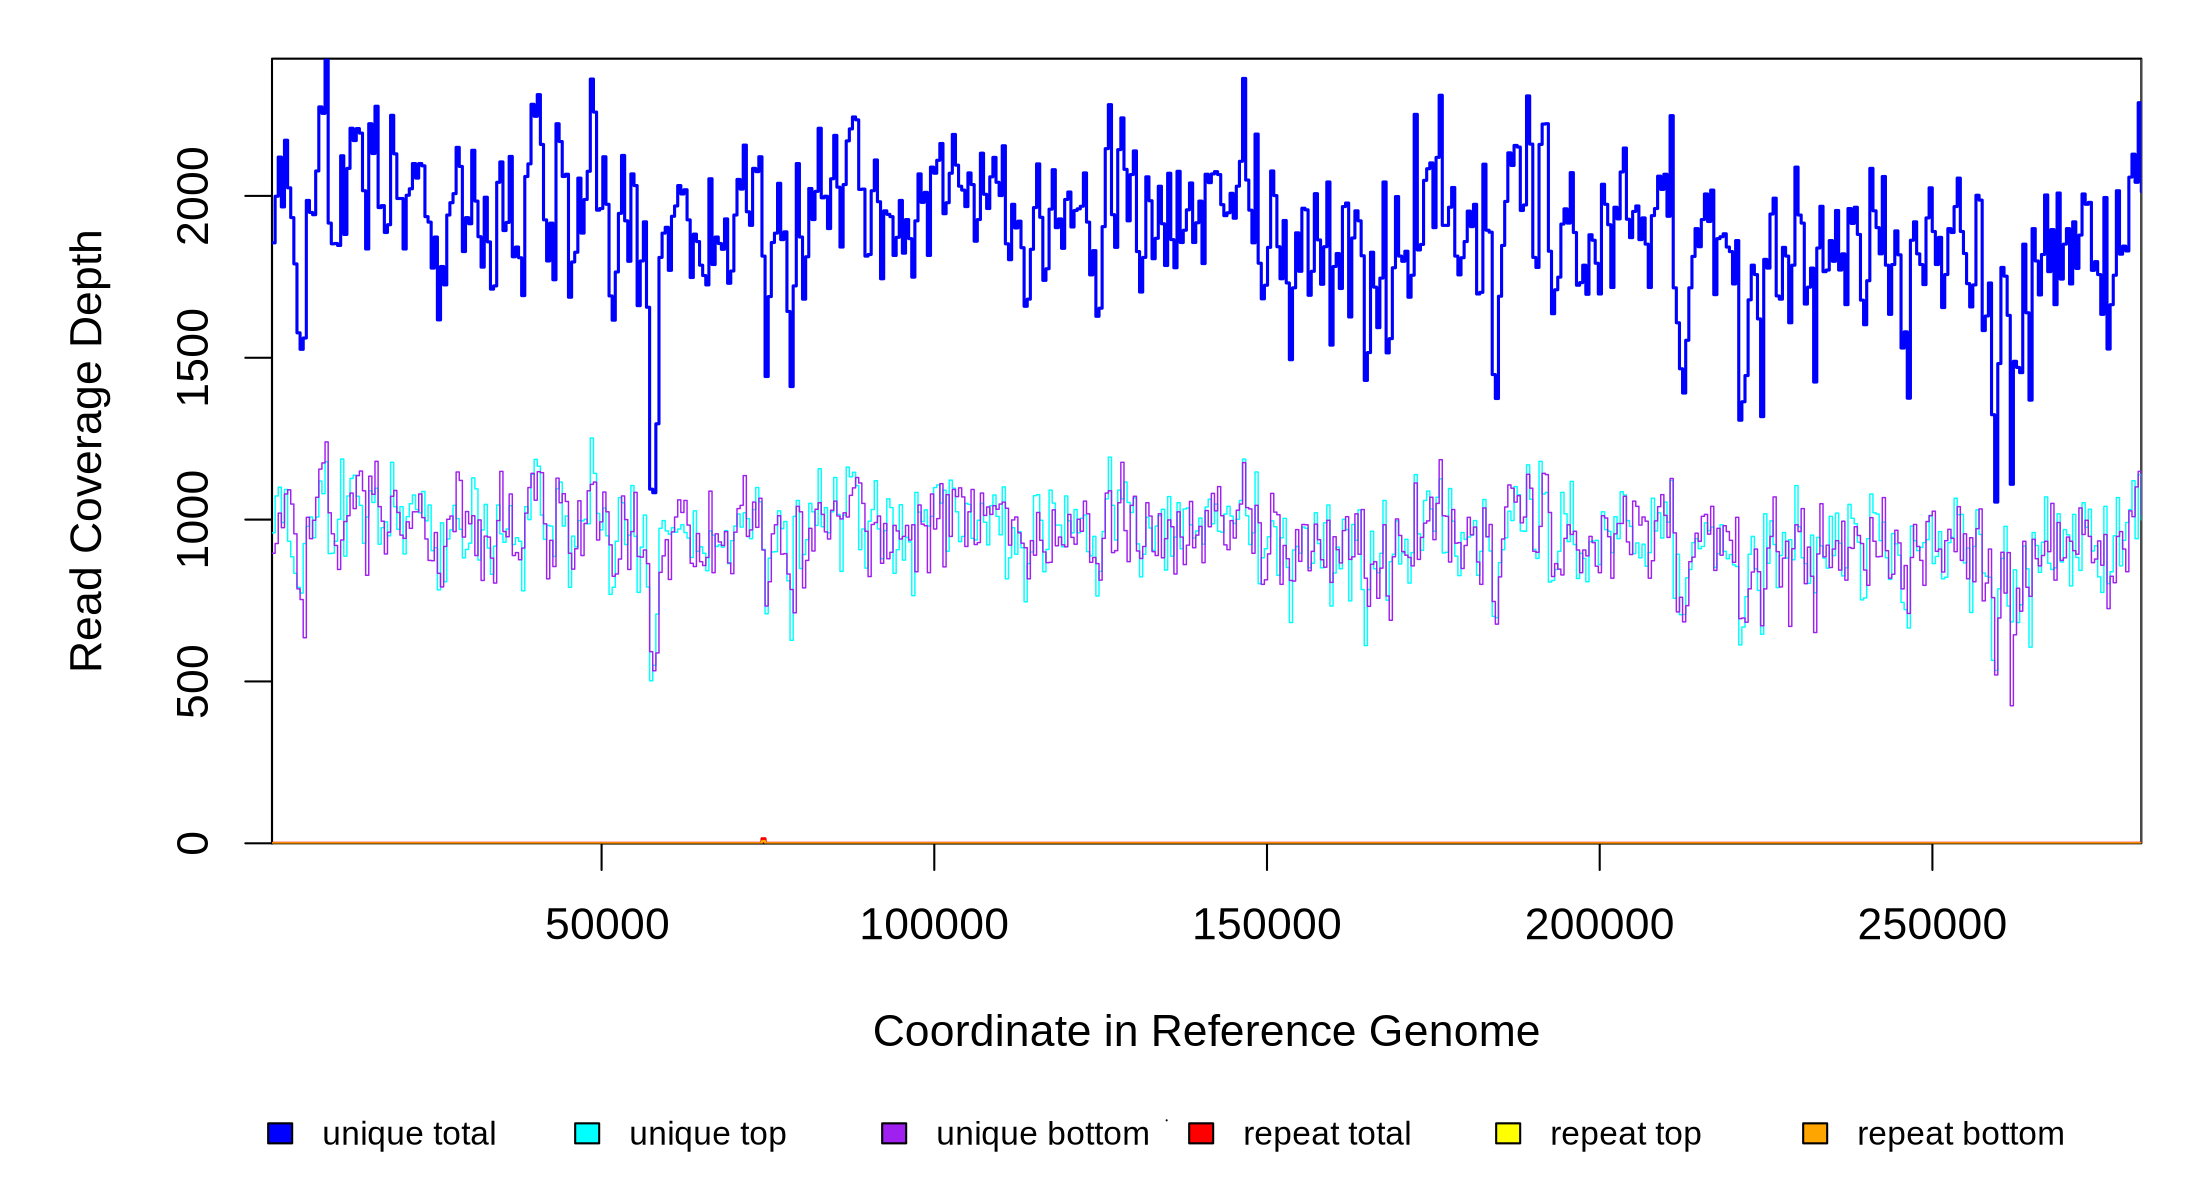 Read Coverage Depth
2000
1500
1000
500
0
50000 100000 150000 200000 250000
Coordinate in Reference Genome
unique total unique top unique bottom repeat total repeat top repeat bottom